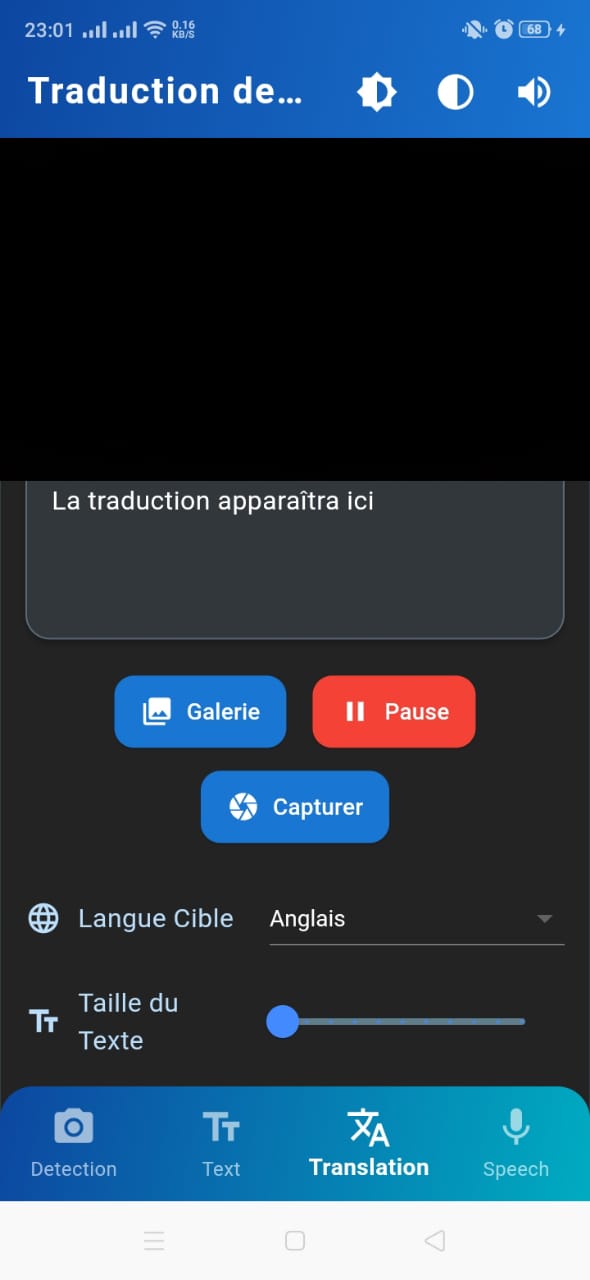 23:01 0.16 KB/S 68
Traduction de...
La traduction apparaîtra ici
Galerie Pause
Capturer
Langue Cible Anglais
Taille du
Texte
Detection Text Translation Speech